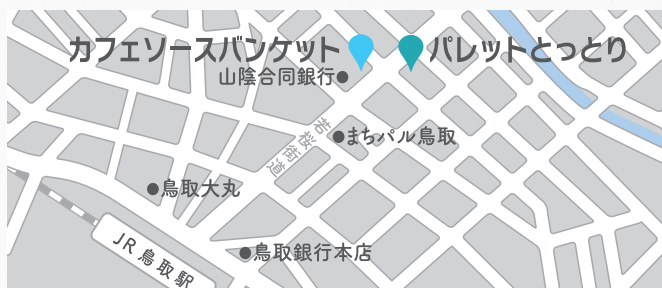 カフェソースバンケット
パレットとっとり
山陰合同銀行
まちパル鳥取
若桜街道
鳥取大丸
鳥取銀行本店
JR鳥取駅